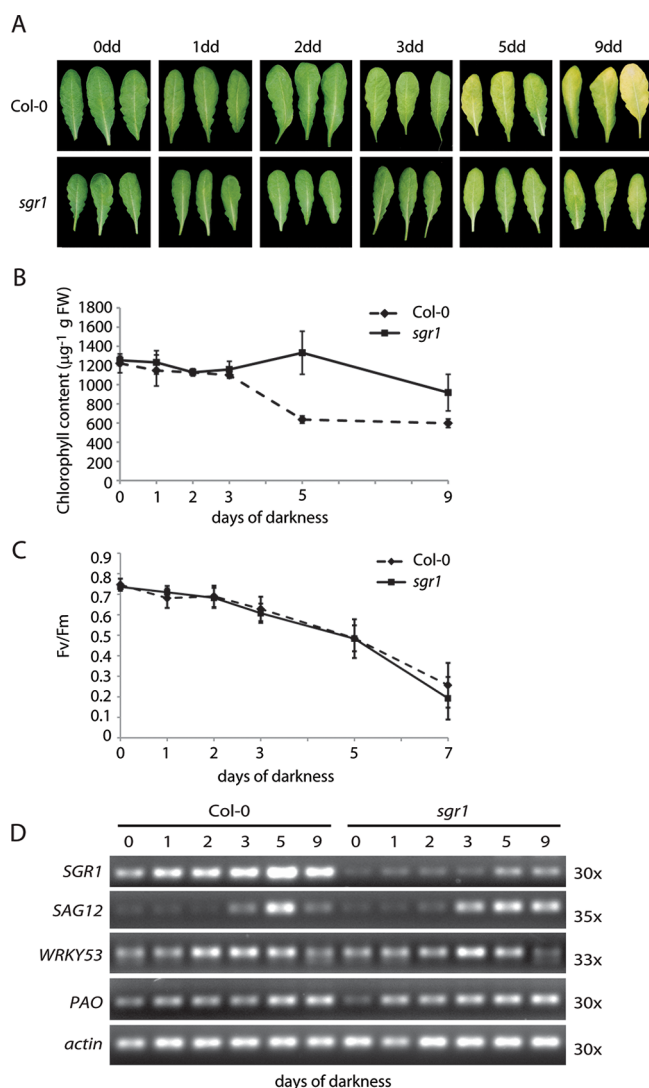 A
0dd 1dd 2dd 3dd 5dd 9dd
Col-0
sgr1
B
Chlorophyll content (µg-1 g FW)
1800
1600
1400
1200
1000
800
600
400
200
0
Col-0
sgr1
0 1 2 3 5 9
days of darkness
C
Fv/Fm
0.9
0.8
0.7
0.6
0.5
0.4
0.3
0.2
0.1
0
Col-0
sgr1
0 1 2 3 5 7
days of darkness
Col-0 sgr1
D 0 1 2 3 5 9 0 1 2 3 5 9
SGR1 30x
SAG12 35x
WRKY53 33x
PAO 30x
actin 30x
days of darkness